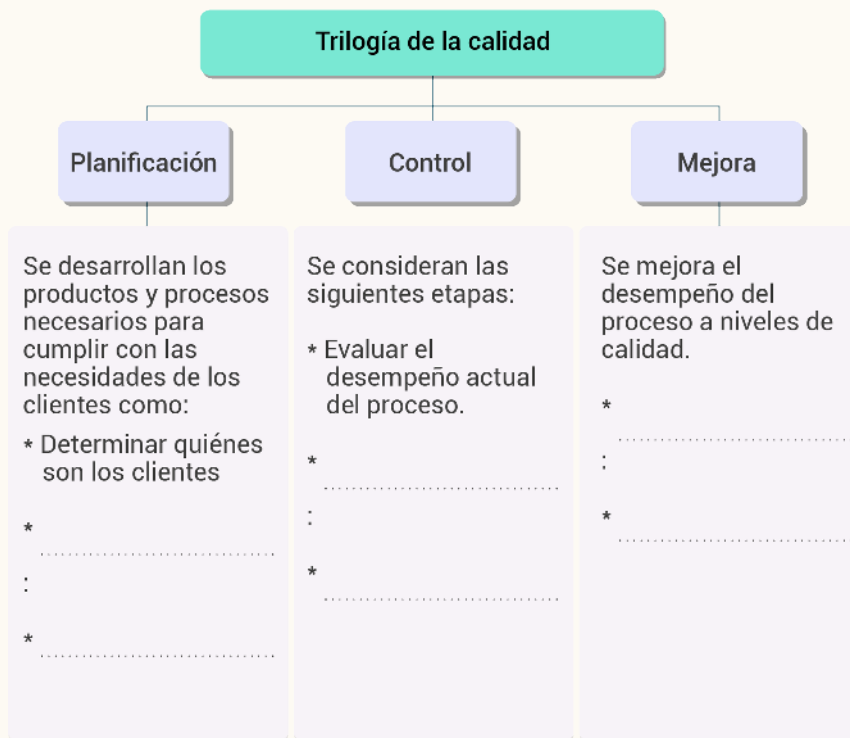 Trilogía de la calidad
Planificación
Control
Mejora
Se desarrollan los
productos y procesos
necesarios para
cumplir con las
necesidades de los
clientes como:
* Determinar quiénes
son los clientes
*
:
*
Se consideran las
siguientes etapas:
* Evaluar el
desempeño actual
del proceso.
*
:
*
Se mejora el
desempeño del
proceso a niveles de
calidad.
*
:
*